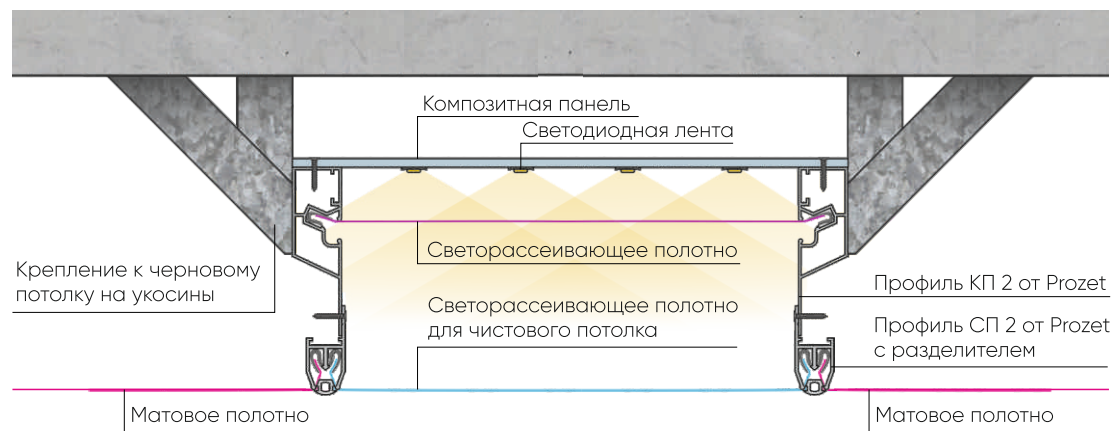 Композитная панель
Светодиодная лента
Светорассеивающее полотно
Крепление к черновому
потолку на укосины
Светорассеивающее полотно
для чистового потолка
Профиль КП 2 от Prozet
Профиль СП 2 от Prozet
с разделителем
Матовое полотно
Матовое полотно